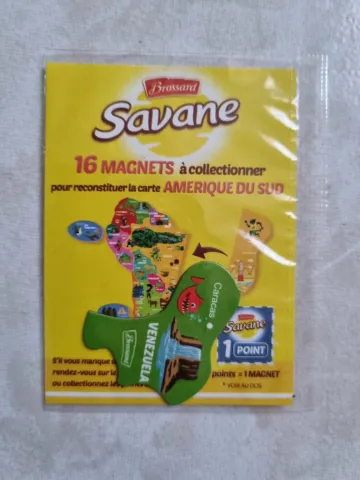 Brossard
Savane
16 MAGNETS à collectionner
pour reconstituer la carte AMERIQUE DU SUD
Caracas
VENEZUELA
Brossard
Savane
1 POINT
S'il vous manque
rendez-vous sur le
points = 1 MAGNET
ou collectionnez
* VOIR AU DOS